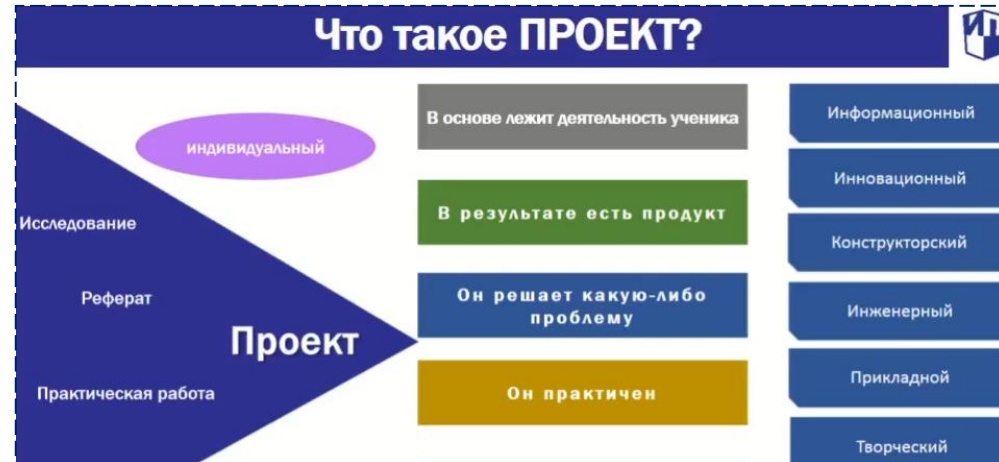 Что такое ПРОЕКТ?
ИП
индивидуальный
Исследование
Реферат
Проект
Практическая работа
В основе лежит деятельность ученика
В результате есть продукт
Он решает какую-либо
проблему
Он практичен
Информационный
Инновационный
Конструкторский
Инженерный
Прикладной
Творческий